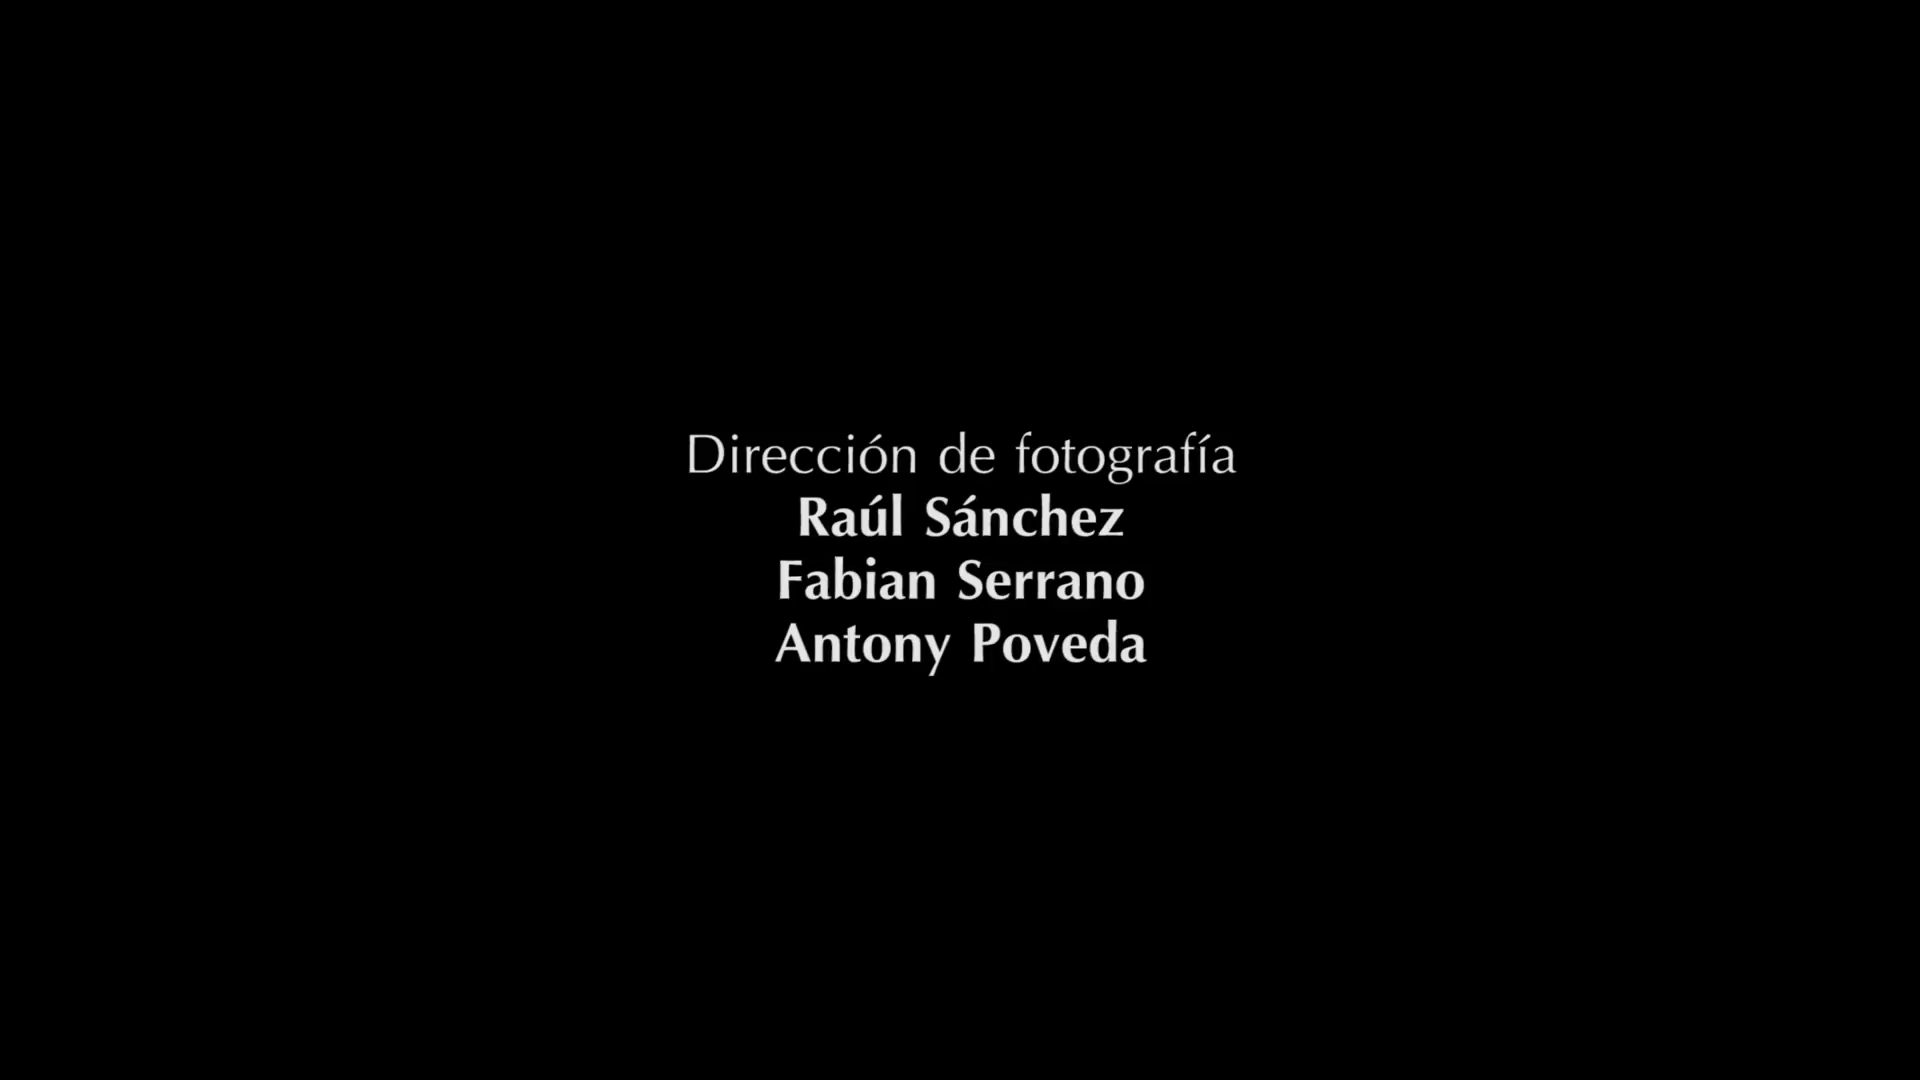 Dirección de fotografía
Raúl Sánchez
Fabian Serrano
Antony Poveda